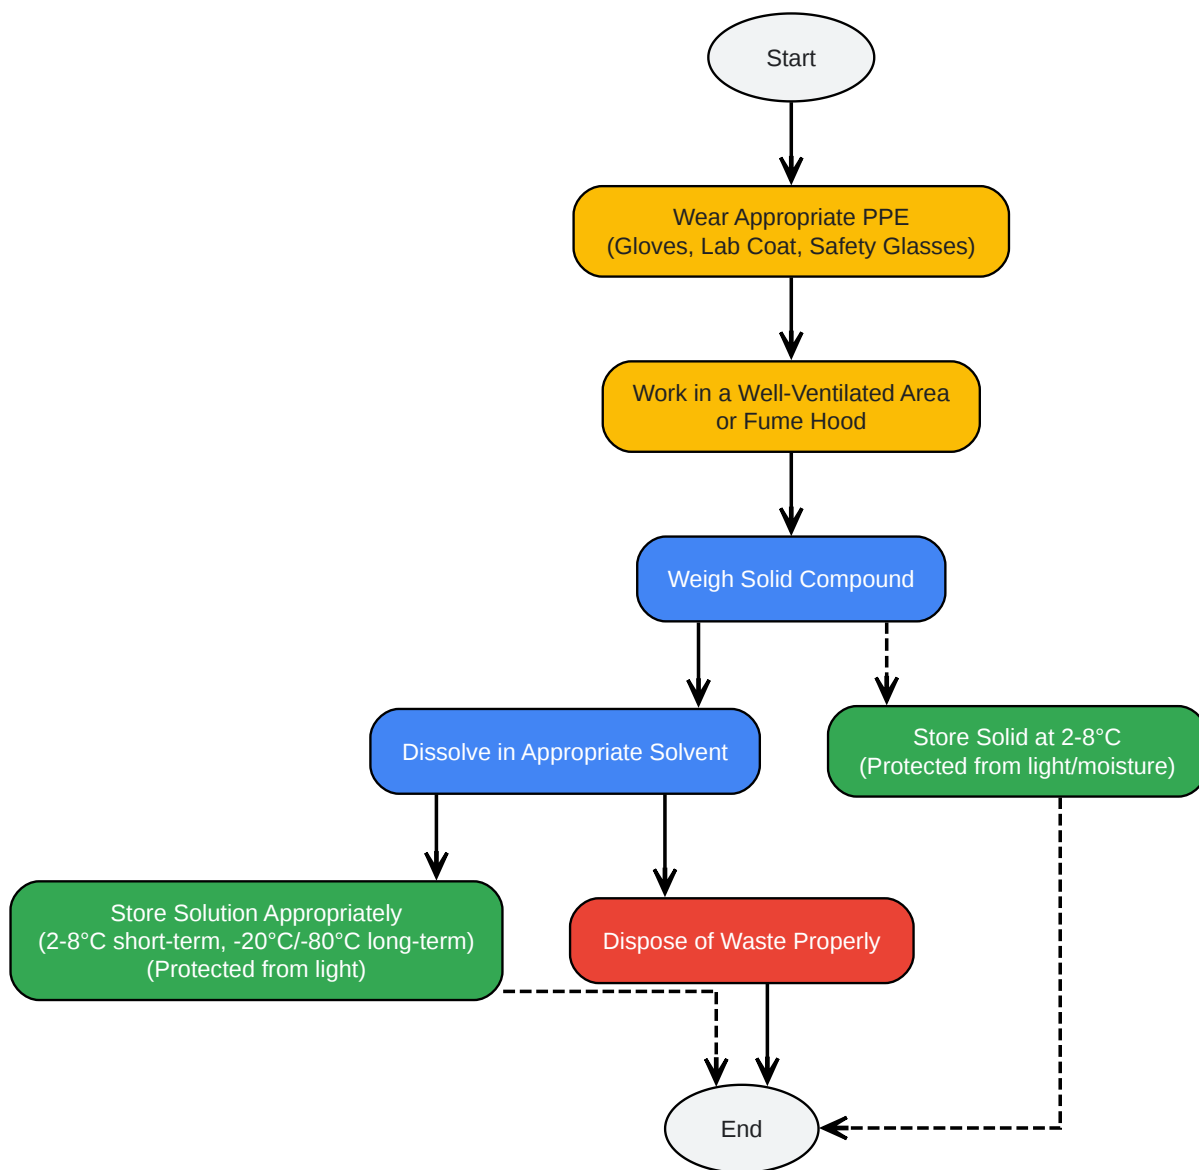 Start
Wear Appropriate PPE
(Gloves, Lab Coat, Safety Glasses)
Work in a Well-Ventilated Area
or Fume Hood
Weigh Solid Compound
Dissolve in Appropriate Solvent
Store Solid at 2-8°C
(Protected from light/moisture)
Store Solution Appropriately
(2-8°C short-term, -20°C/-80°C long-term)
(Protected from light)
Dispose of Waste Properly
End